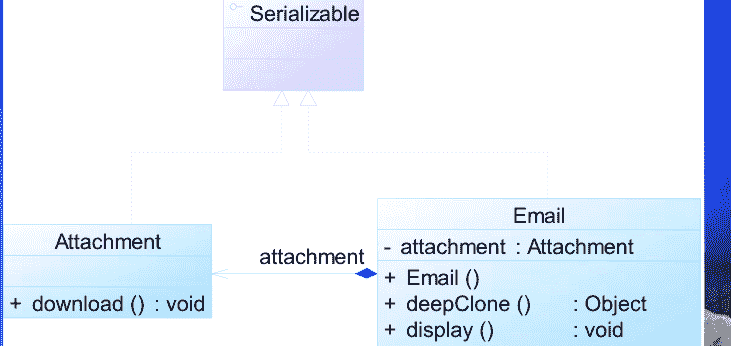 Serializable
Attachment
+ download () : void
attachment
Email
- attachment : Attachment
+ Email ()
+ deepClone () : Object
+ display () : void